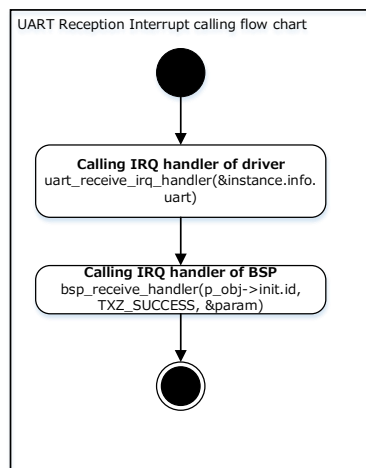 UART Reception Interrupt calling flow chart
Calling IRQ handler of driver
uart_receive_irq_handler(&instance.info.
uart)
Calling IRQ handler of BSP
bsp_receive_handler(p_obj->init.id,
TXZ_SUCCESS, &param)